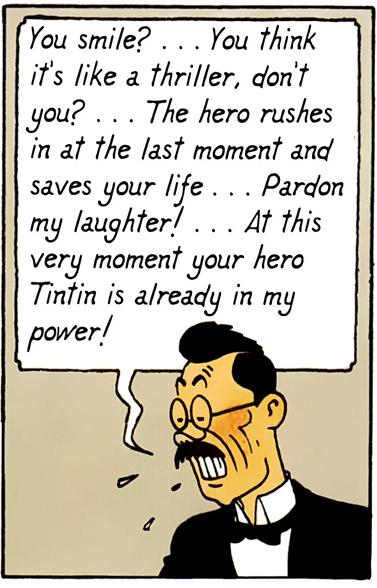 You smile? . . . You think
it's like a thriller, don't
you? . . . The hero rushes
in at the last moment and
saves your life . . . Pardon
my laughter! . . . At this
very moment your hero
Tintin is already in my
power!